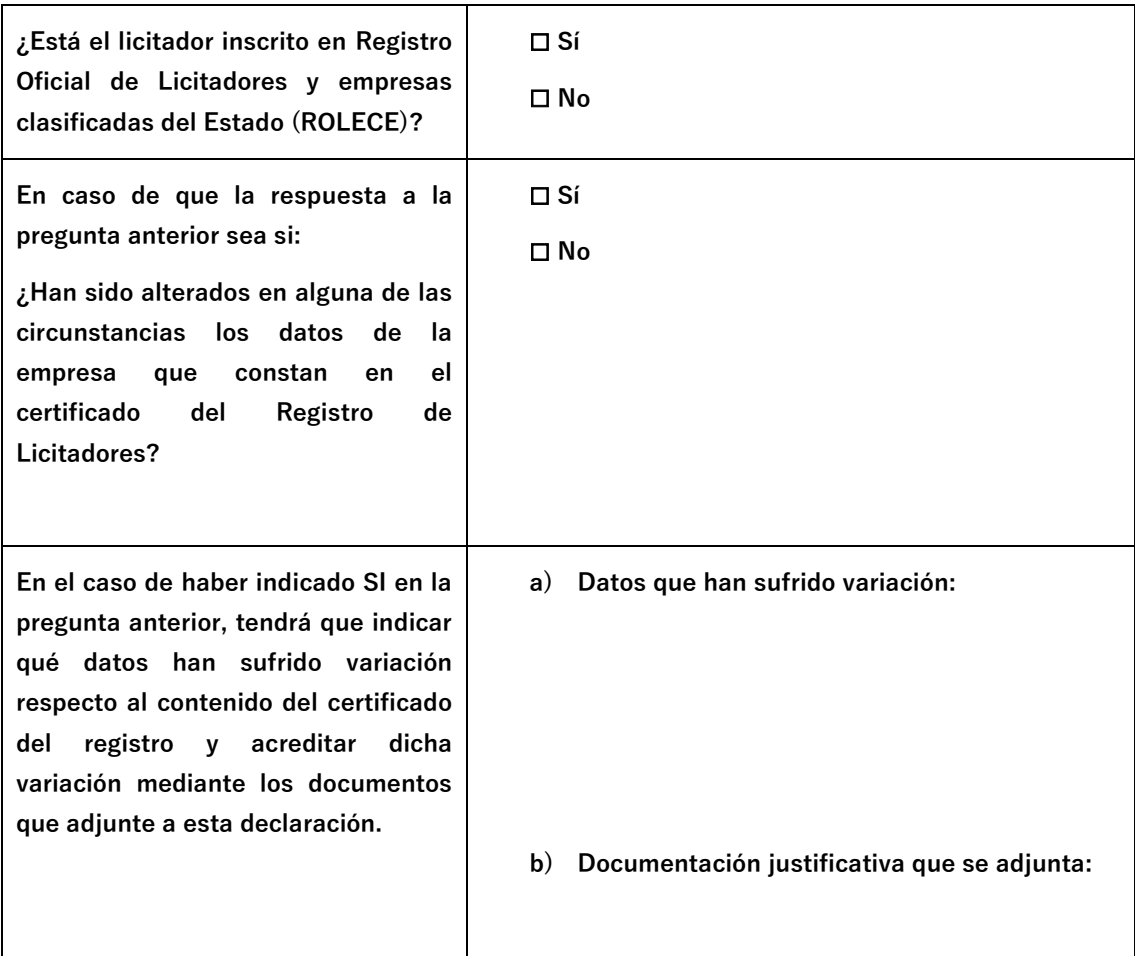 ¿Está el licitador inscrito en Registro
Oficial de Licitadores y empresas
clasificadas del Estado (ROLECE)?
☐ Sí
☐ No
En caso de que la respuesta a la
pregunta anterior sea si:
¿Han sido alterados en alguna de las
circunstancias los datos de la
empresa que constan en el
certificado del Registro de
Licitadores?
☐ Sí
☐ No
En el caso de haber indicado SI en la
pregunta anterior, tendrá que indicar
qué datos han sufrido variación
respecto al contenido del certificado
del registro y acreditar dicha
variación mediante los documentos
que adjunte a esta declaración.
a) Datos que han sufrido variación:
b) Documentación justificativa que se adjunta: